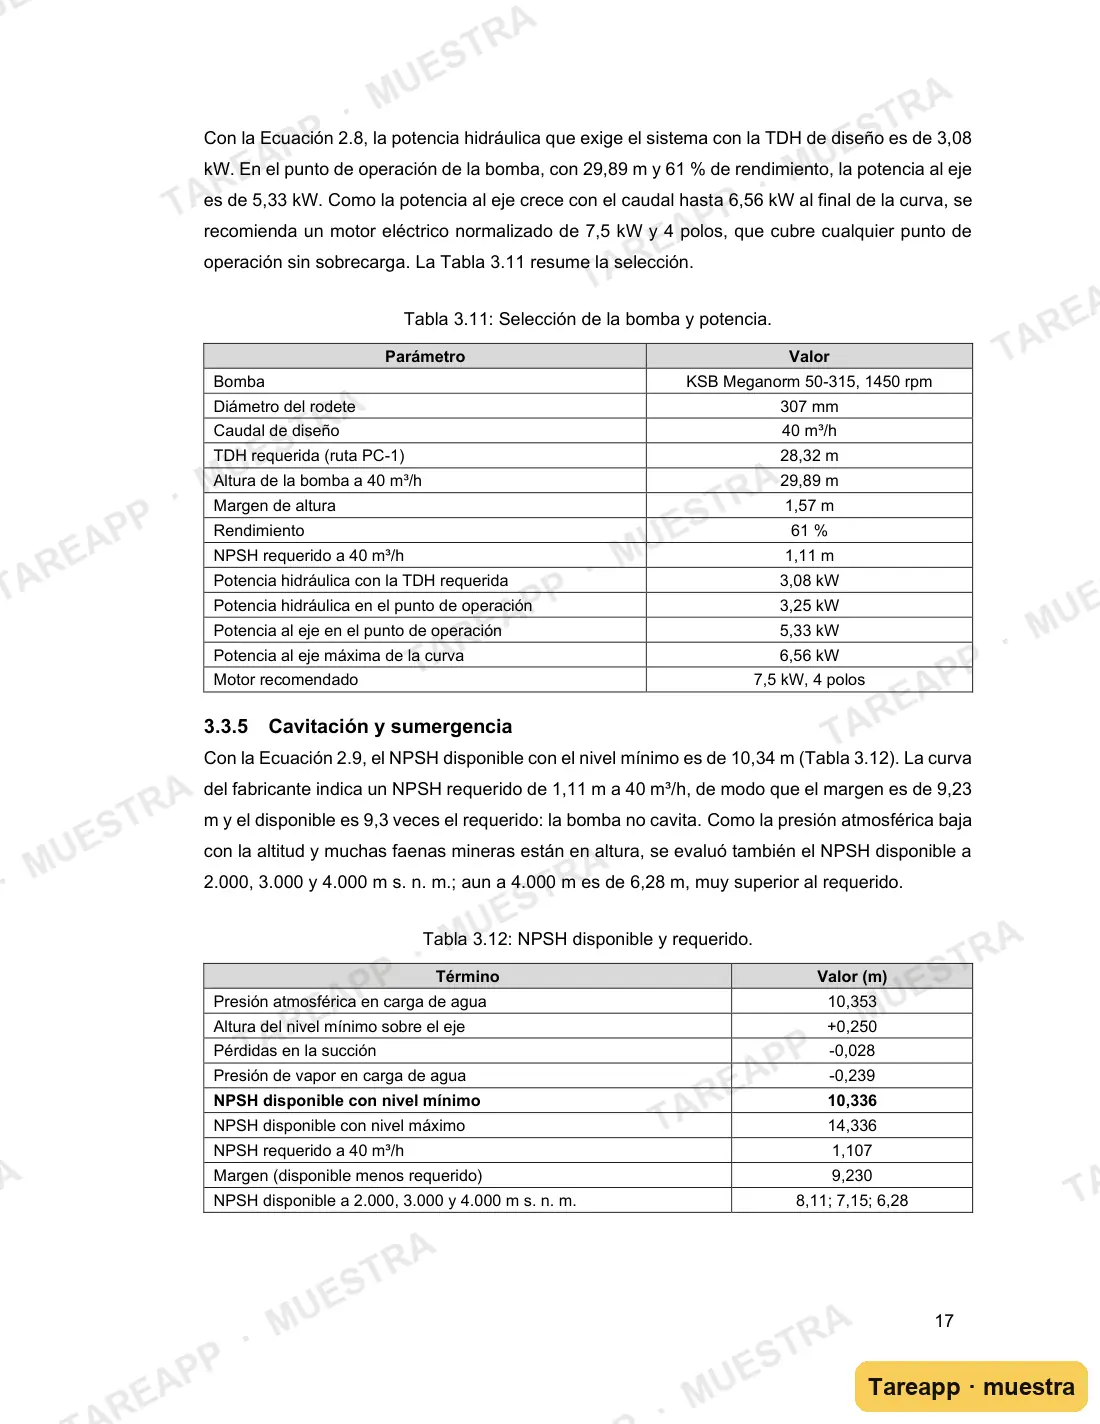 Con la Ecuación 2.8, la potencia hidráulica que exige el sistema con la TDH de diseño es de 3,08
kW. En el punto de operación de la bomba, con 29,89 m y 61 % de rendimiento, la potencia al eje
es de 5,33 kW. Como la potencia al eje crece con el caudal hasta 6,56 kW al final de la curva, se
recomienda un motor eléctrico normalizado de 7,5 kW y 4 polos, que cubre cualquier punto de
operación sin sobrecarga. La Tabla 3.11 resume la selección.
Tabla 3.11: Selección de la bomba y potencia.
Parámetro Valor
Bomba KSB Meganorm 50-315, 1450 rpm
Diámetro del rodete 307 mm
Caudal de diseño 40 m³/h
TDH requerida (ruta PC-1) 28,32 m
Altura de la bomba a 40 m³/h 29,89 m
Margen de altura 1,57 m
Rendimiento 61 %
NPSH requerido a 40 m³/h 1,11 m
Potencia hidráulica con la TDH requerida 3,08 kW
Potencia hidráulica en el punto de operación 3,25 kW
Potencia al eje en el punto de operación 5,33 kW
Potencia al eje máxima de la curva 6,56 kW
Motor recomendado 7,5 kW, 4 polos
3.3.5 Cavitación y sumergencia
Con la Ecuación 2.9, el NPSH disponible con el nivel mínimo es de 10,34 m (Tabla 3.12). La curva
del fabricante indica un NPSH requerido de 1,11 m a 40 m³/h, de modo que el margen es de 9,23
m y el disponible es 9,3 veces el requerido: la bomba no cavita. Como la presión atmosférica baja
con la altitud y muchas faenas mineras están en altura, se evaluó también el NPSH disponible a
2.000, 3.000 y 4.000 m s. n. m.; aun a 4.000 m es de 6,28 m, muy superior al requerido.
Tabla 3.12: NPSH disponible y requerido.
Término Valor (m)
Presión atmosférica en carga de agua 10,353
Altura del nivel mínimo sobre el eje +0,250
Pérdidas en la succión -0,028
Presión de vapor en carga de agua -0,239
NPSH disponible con nivel mínimo 10,336
NPSH disponible con nivel máximo 14,336
NPSH requerido a 40 m³/h 1,107
Margen (disponible menos requerido) 9,230
NPSH disponible a 2.000, 3.000 y 4.000 m s. n. m. 8,11; 7,15; 6,28
17
Tareapp · muestra
TAREAPP · MUESTRA